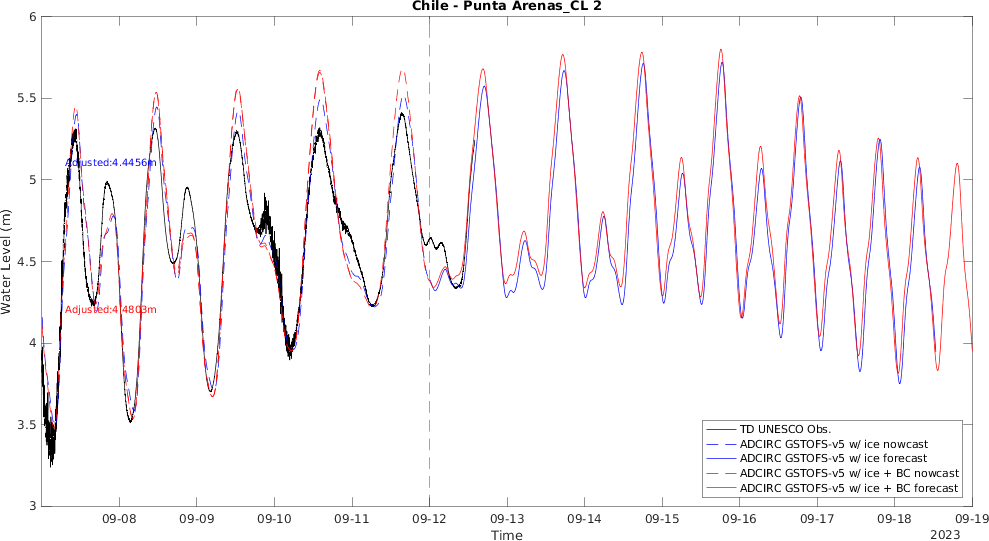 Chile - Punta Arenas_CL 2
Water Level (m)
6
5.5
5
4.5
4
3.5
3
Adjusted:4.4456m
Adjusted:4.4803m
TD UNESCO Obs.
ADCIRC GSTOFS-v5 w/ ice nowcast
ADCIRC GSTOFS-v5 w/ ice forecast
ADCIRC GSTOFS-v5 w/ ice + BC nowcast
ADCIRC GSTOFS-v5 w/ ice + BC forecast
09-08 09-09 09-10 09-11 09-12 09-13 09-14 09-15 09-16 09-17 09-18 09-19
Time
2023